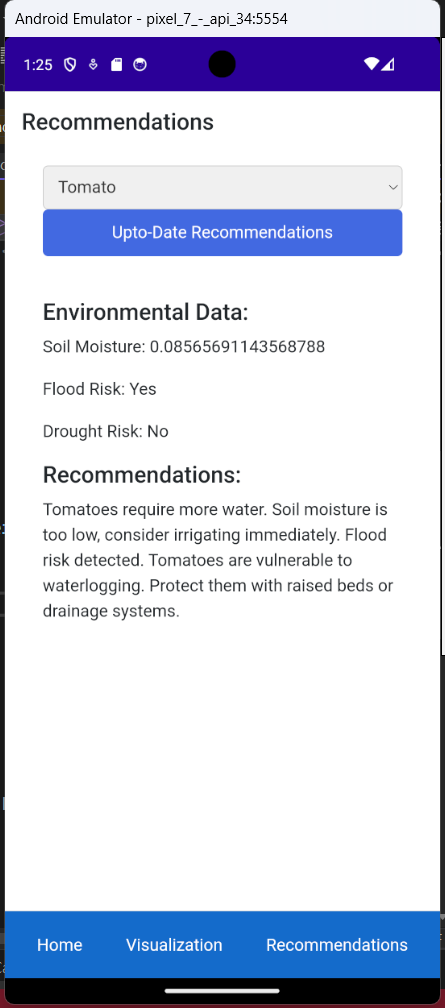 Android Emulator - pixel_7_-_api_34:5554
1:25
Recommendations
Tomato
Upto-Date Recommendations
Environmental Data:
Soil Moisture: 0.08565691143568788
Flood Risk: Yes
Drought Risk: No
Recommendations:
Tomatoes require more water. Soil moisture is
too low, consider irrigating immediately. Flood
risk detected. Tomatoes are vulnerable to
waterlogging. Protect them with raised beds or
drainage systems.
Home Visualization Recommendations